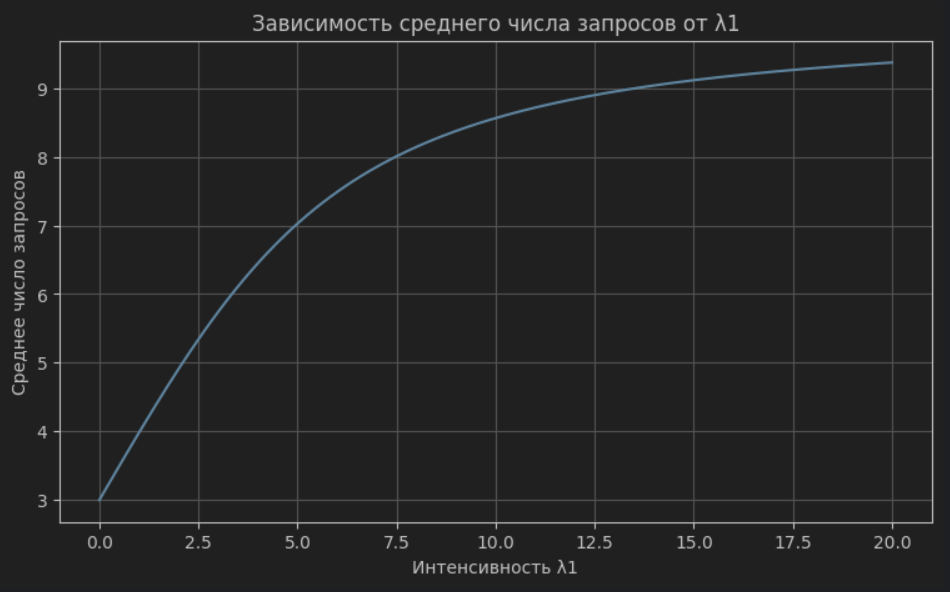 Зависимость среднего числа запросов от λ1
Среднее число запросов
9
8
7
6
5
4
3
0.0 2.5 5.0 7.5 10.0 12.5 15.0 17.5 20.0
Интенсивность λ1